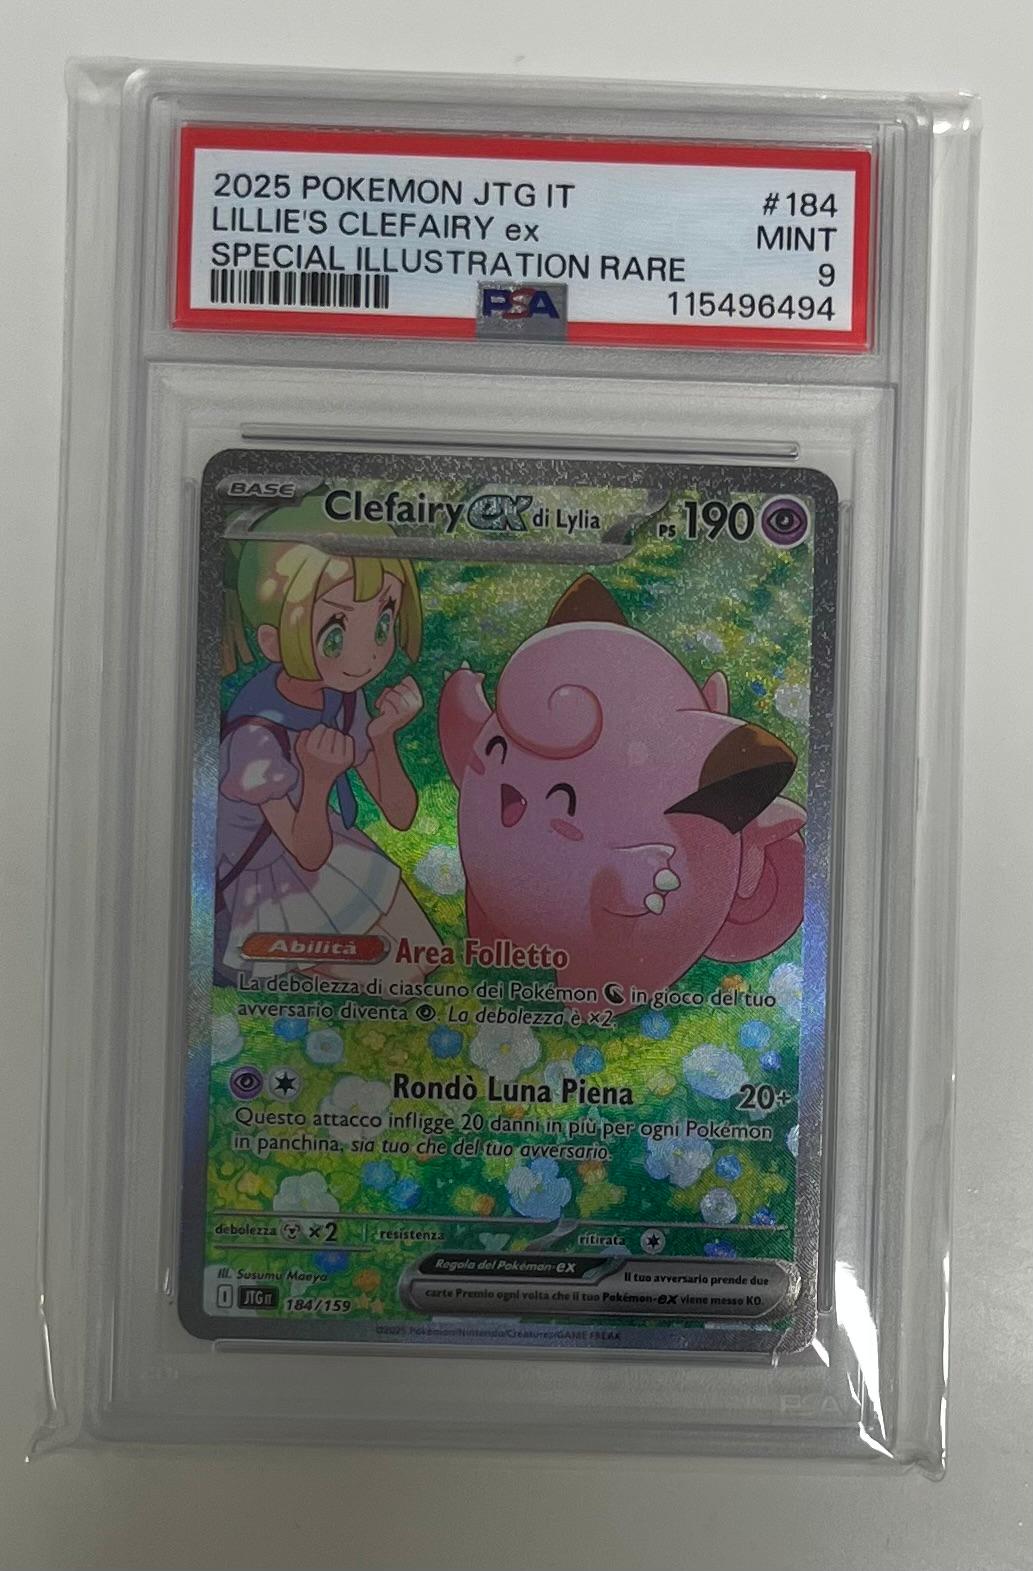 2025 POKEMON JTG IT #184
LILLIE'S CLEFAIRY ex MINT
SPECIAL ILLUSTRATION RARE 9
PSA 115496494
BASE Clefairy ex di Lylia PS 190
Abilità Area Folletto
La debolezza di ciascuno dei Pokémon in gioco del tuo
avversario diventa . La debolezza è ×2.
Rondò Luna Piena 20+
Questo attacco infligge 20 danni in più per ogni Pokémon
in panchina, sia tuo che del tuo avversario.
debolezza ×2 resistenza ritirata
Regola dei Pokémon-ex Il tuo avversario prende due
carte Premio ogni volta che il tuo Pokémon-ex viene messo KO.
Ill. Susumu Maeya
I JTG IT 184/159
©2025 Pokémon/Nintendo/Creatures/GAME FREAK
PSA